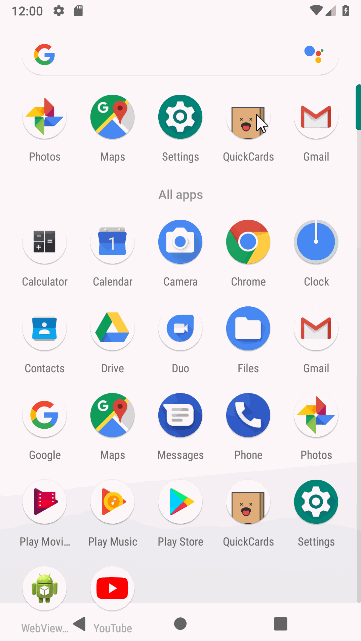 12:00
Photos Maps Settings QuickCards Gmail
All apps
Calculator Calendar Camera Chrome Clock
Contacts Drive Duo Files Gmail
Google Maps Messages Phone Photos
Play Movi... Play Music Play Store QuickCards Settings
WebView... YouTube